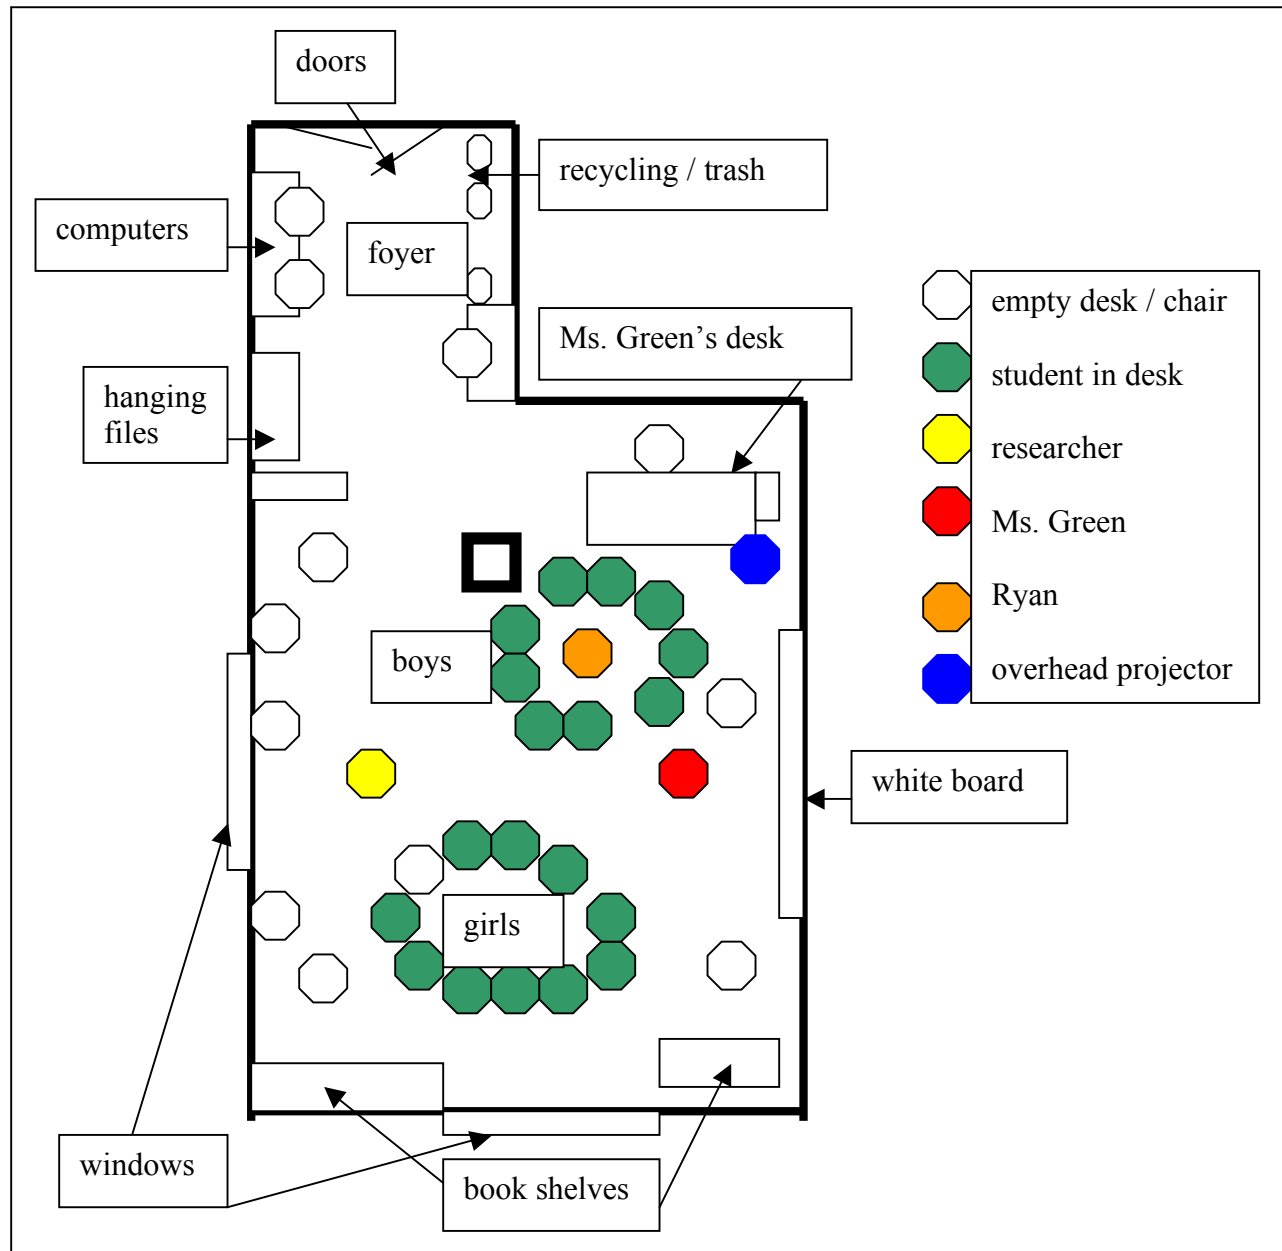 doors
recycling / trash
computers
foyer
empty desk / chair
Ms. Green’s desk
student in desk
hanging
files
researcher
Ms. Green
Ryan
boys
overhead projector
white board
girls
windows
book shelves